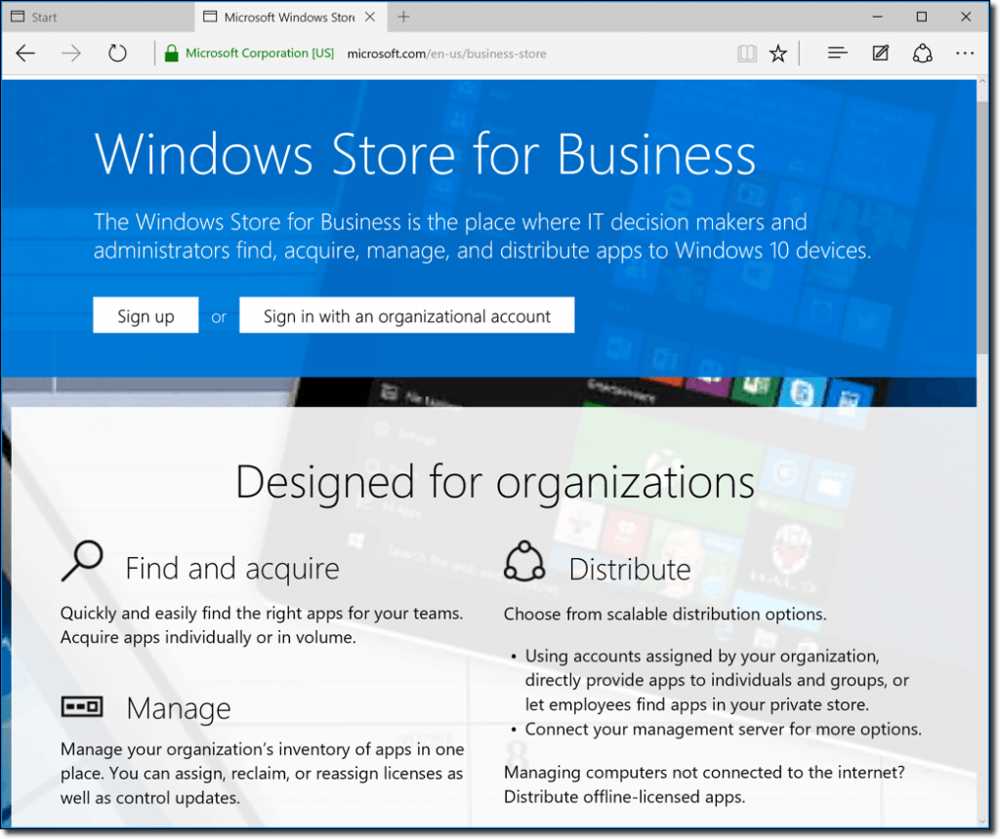 Start
Microsoft Windows Store
Microsoft Corporation [US] microsoft.com/en-us/business-store
Windows Store for Business
The Windows Store for Business is the place where IT decision makers and
administrators find, acquire, manage, and distribute apps to Windows 10 devices.
Sign up or Sign in with an organizational account
Designed for organizations
Find and acquire
Quickly and easily find the right apps for your teams.
Acquire apps individually or in volume.
Manage
Manage your organization's inventory of apps in one
place. You can assign, reclaim, or reassign licenses as
well as control updates.
Distribute
Choose from scalable distribution options.
• Using accounts assigned by your organization,
directly provide apps to individuals and groups, or
let employees find apps in your private store.
• Connect your management server for more options.
Managing computers not connected to the internet?
Distribute offline-licensed apps.
File Explorer
Settings
All Apps
HALO
Entertainment